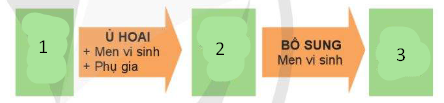 1
Ủ HOAI
+ Men vi sinh
+ Phụ gia
2
BỔ SUNG
Men vi sinh
3